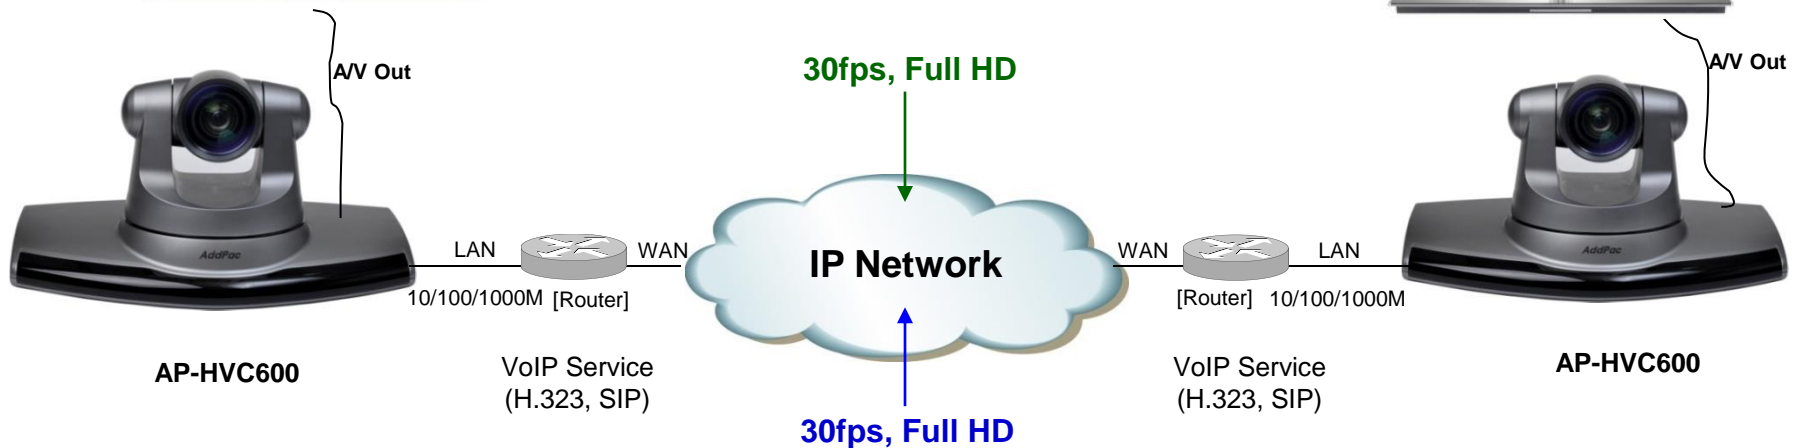 A/V Out
A/V Out
30fps, Full HD
AddPac
AddPac
LAN
WAN
IP Network
WAN
LAN
10/100/1000M
[Router]
[Router]
10/100/1000M
AP-HVC600
VoIP Service
(H.323, SIP)
VoIP Service
(H.323, SIP)
AP-HVC600
30fps, Full HD